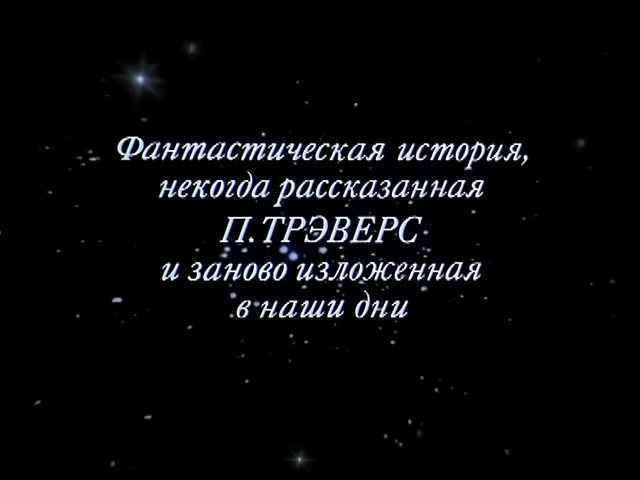 Фантастическая история,
некогда рассказанная
П. ТРЭВЕРС
и заново изложенная
в наши дни